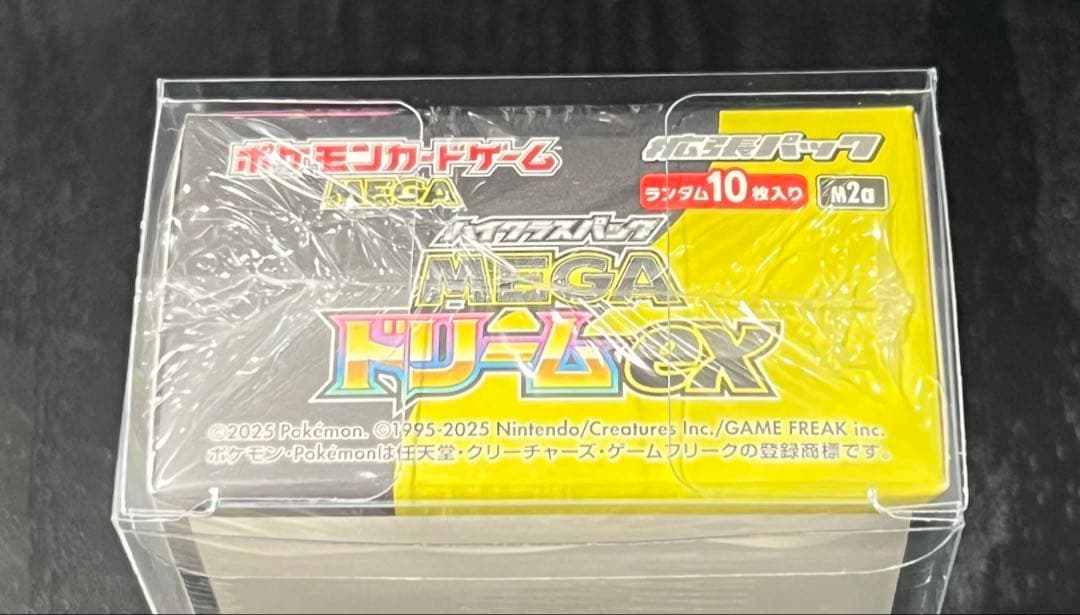 ポケモンカードゲーム
MEGA
拡張パック
ランダム10枚入り
M2a
ハイクラスパック
MEGA
ドリームex
©2025 Pokémon. ©1995-2025 Nintendo/Creatures Inc./GAME FREAK inc.
ポケモン・Pokémonは任天堂・クリーチャーズ・ゲームフリークの登録商標です。